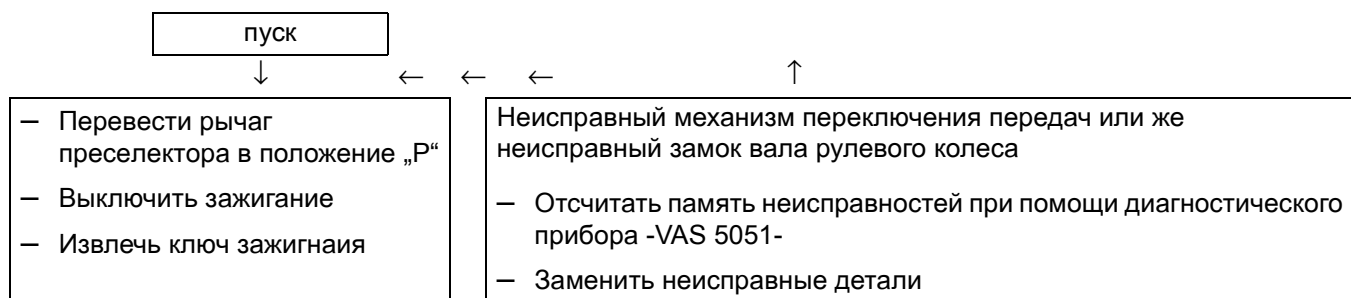 пуск
↓ ← ← ← ↑
— Перевести рычаг
преселектора в положение „P“
— Выключить зажигание
— Извлечь ключ зажигнаия
Неисправный механизм переключения передач или же
неисправный замок вала рулевого колеса
— Отсчитать память неисправностей при помощи диагностического
прибора -VAS 5051-
— Заменить неисправные детали